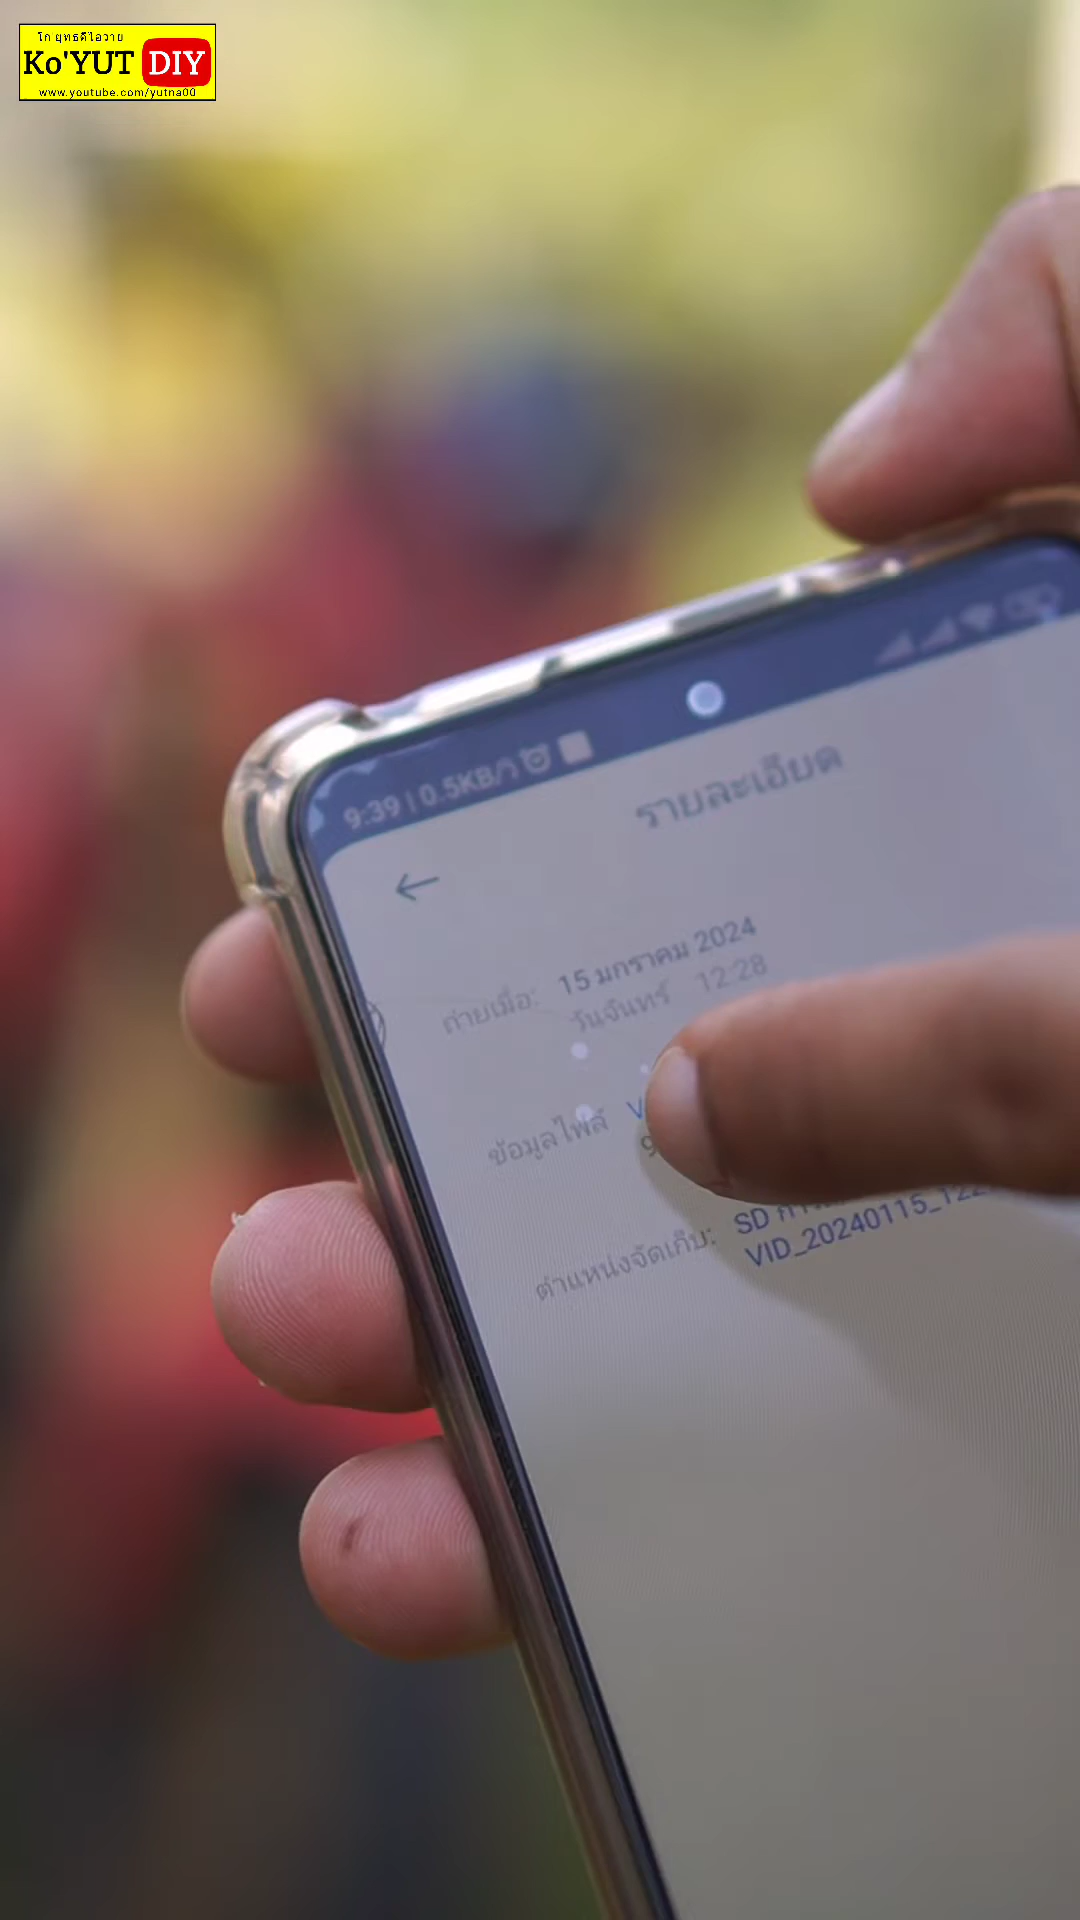 โก ยุทธดีไอวาย
Ko'YUT DIY
www.youtube.com/yutna00
9:39 | 0.5KB/
รายละเอียด
ถ่ายเมื่อ: 15 มกราคม 2024
วันจันทร์ 12:28
ข้อมูลไฟล์
ตำแหน่งจัดเก็บ: SD
VID_20240115_122